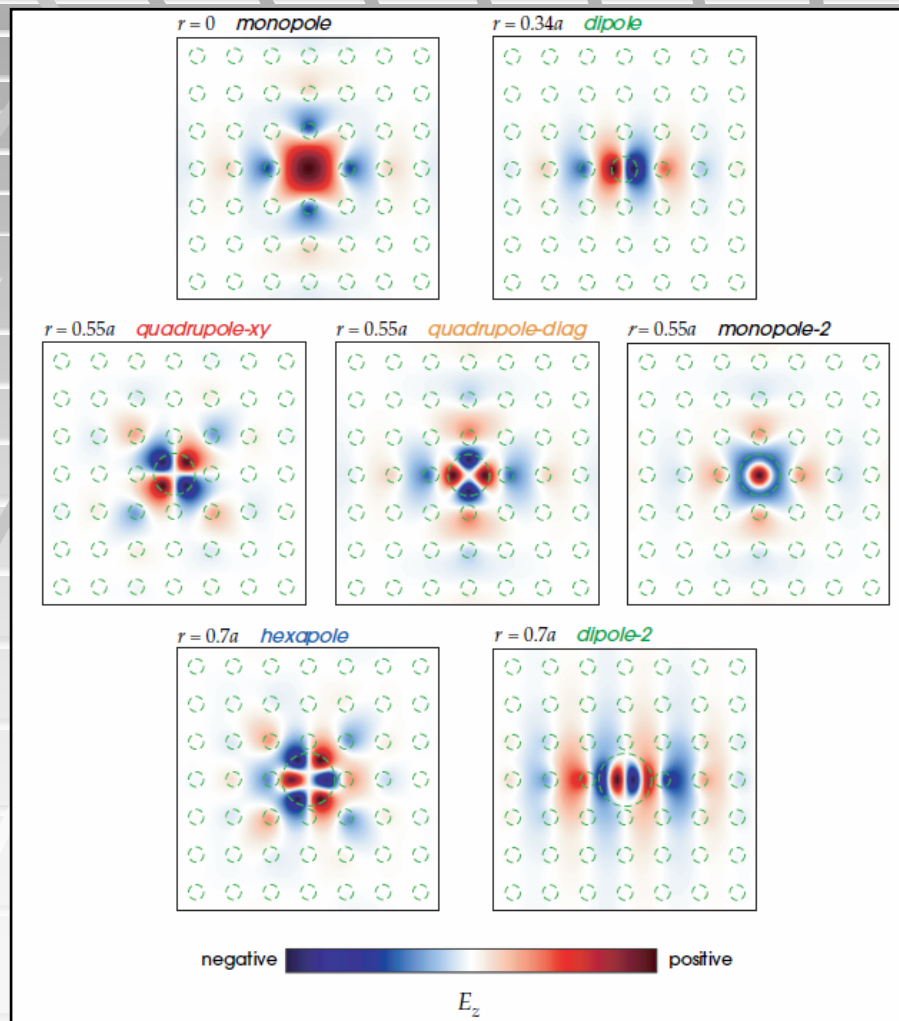 r = 0 monopole
r = 0.34a dipole
r = 0.55a quadrupole-xy
r = 0.55a quadrupole-diag
r = 0.55a monopole-2
r = 0.7a hexapole
r = 0.7a dipole-2
negative positive
E_z